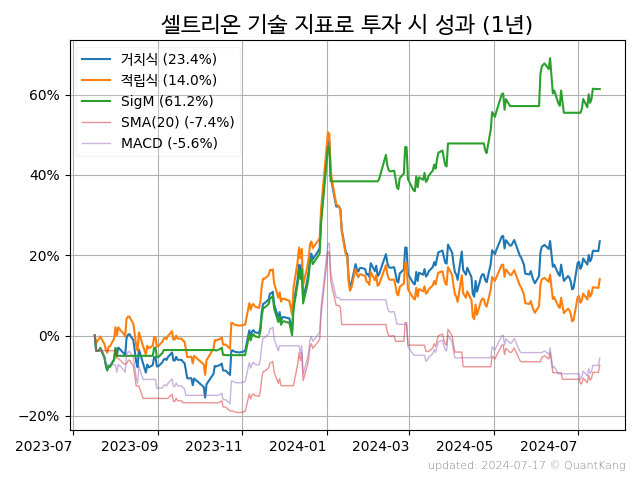 셀트리온 기술 지표로 투자 시 성과 (1년)
거치식 (23.4%)
적립식 (14.0%)
SigM (61.2%)
SMA(20) (-7.4%)
MACD (-5.6%)
60%
40%
20%
0%
−20%
2023-07 2023-09 2023-11 2024-01 2024-03 2024-05 2024-07
updated: 2024-07-17 © QuantKang